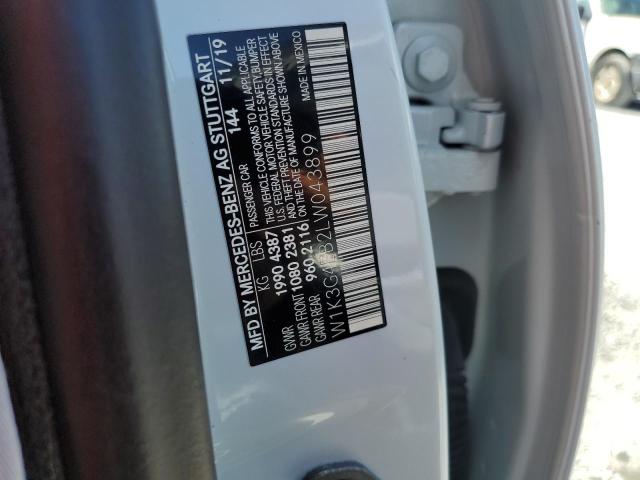 MFD BY MERCEDES-BENZ AG STUTTGART
144 11/19
PASSENGER CAR
THIS VEHICLE CONFORMS TO ALL APPLICABLE
U.S. FEDERAL MOTOR VEHICLE SAFETY, BUMPER
AND THEFT PREVENTION STANDARDS IN EFFECT
ON THE DATE OF MANUFACTURE SHOWN ABOVE
KG LBS
GVWR 1990 4387
GAWR FRONT 1080 2381
GAWR REAR 960 2116
MADE IN MEXICO